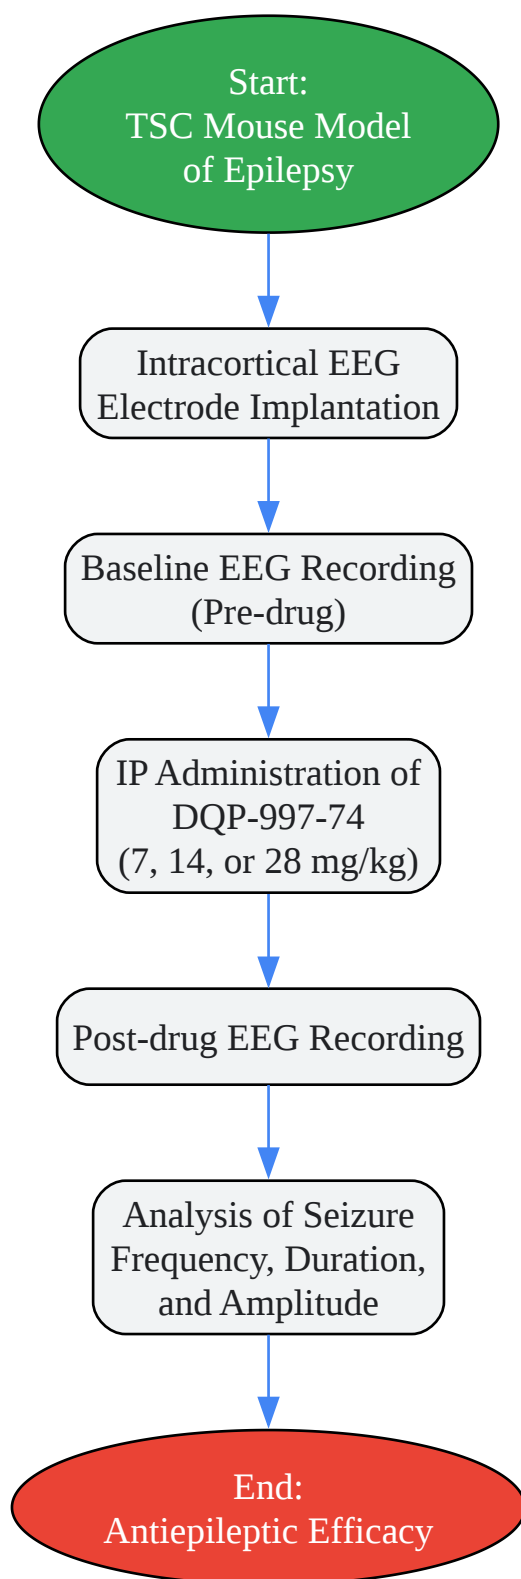 Start:
TSC Mouse Model
of Epilepsy
Intracortical EEG
Electrode Implantation
Baseline EEG Recording
(Pre-drug)
IP Administration of
DQP-997-74
(7, 14, or 28 mg/kg)
Post-drug EEG Recording
Analysis of Seizure
Frequency, Duration,
and Amplitude
End:
Antiepileptic Efficacy